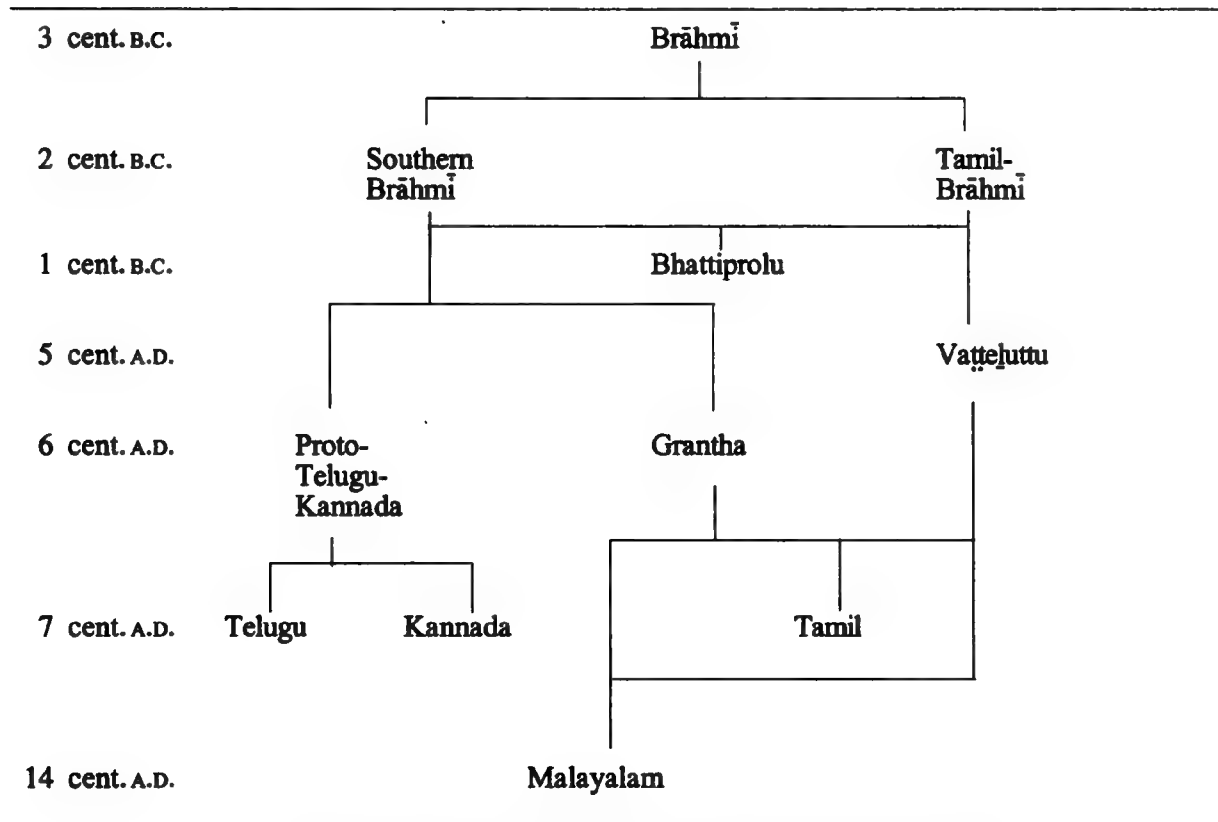 3 cent. B.C. Brāhmī
2 cent. B.C. Southern Brāhmī Tamil-Brāhmī
1 cent. B.C. Bhattiprolu
5 cent. A.D. Vaṭṭeḻuttu
6 cent. A.D. Proto-Telugu-Kannada Grantha
7 cent. A.D. Telugu Kannada Tamil
14 cent. A.D. Malayalam